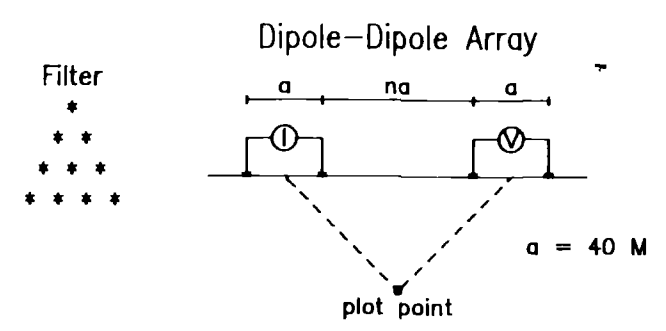 Dipole-Dipole Array
Filter
*
* *
* * *
* * * *
a na a
I V
a = 40 M
plot point